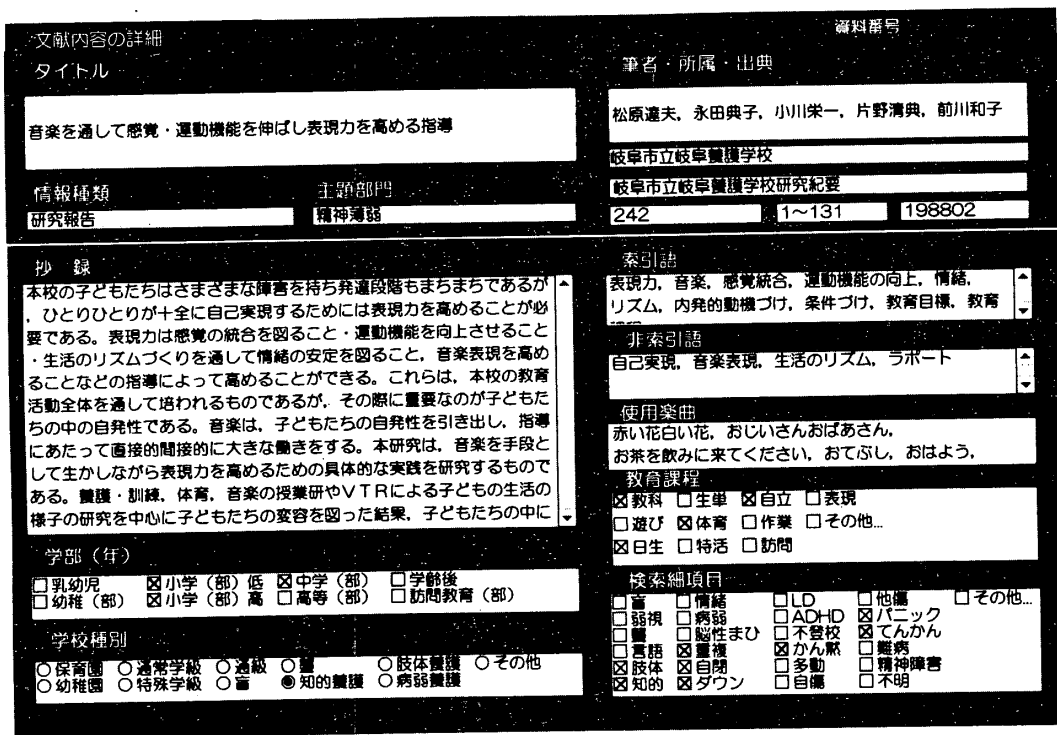 文献内容の詳細
資料番号
タイトル
音楽を通して感覚・運動機能を伸ばし表現力を高める指導
筆者・所属・出典
松原達夫，永田典子，小川栄一，片野清典，前川和子
岐阜市立岐阜養護学校
岐阜市立岐阜養護学校研究紀要
242 1～131 198802
情報種類 主題部門
研究報告 精神薄弱
抄　録
本校の子どもたちはさまざまな障害を持ち発達段階もまちまちであるが
，ひとりひとりが十全に自己実現するためには表現力を高めることが必
要である。表現力は感覚の統合を図ること・運動機能を向上させること
・生活のリズムづくりを通して情緒の安定を図ること，音楽表現を高め
ることなどの指導によって高めることができる。これらは，本校の教育
活動全体を通して培われるものであるが，その際に重要なのが子どもた
ちの中の自発性である。音楽は，子どもたちの自発性を引き出し，指導
にあたって直接的間接的に大きな働きをする。本研究は，音楽を手段と
して生かしながら表現力を高めるための具体的な実践を研究するもので
ある。養護・訓練，体育，音楽の授業研やＶＴＲによる子どもの生活の
様子の研究を中心に子どもたちの変容を図った結果，子どもたちの中に
学部（年）
□乳幼児 ☒小学（部）低 ☒中学（部） □学齢後
□幼稚（部） ☒小学（部）高 □高等（部） □訪問教育（部）
学校種別
○保育園 ○通常学級 ○通級 ○聾 ○肢体養護 ○その他
○幼稚園 ○特殊学級 ○盲 ◉知的養護 ○病弱養護
索引語
表現力，音楽，感覚統合，運動機能の向上，情緒，
リズム，内発的動機づけ，条件づけ，教育目標，教育
非索引語
自己実現，音楽表現，生活のリズム，ラポート
使用楽曲
赤い花白い花，おじいさんおばあさん，
お茶を飲みに来てください，おてぶし，おはよう，
教育課程
☒教科 □生単 ☒自立 □表現
□遊び ☒体育 □作業 □その他...
☒日生 □特活 □訪問
検索細項目
□盲 □情緒 □LD □他傷 □その他...
□弱視 □病弱 □ADHD ☒パニック
□聾 □脳性まひ □不登校 ☒てんかん
□言語 ☒重複 ☒かん黙 □難病
☒肢体 ☒自閉 □多動 □精神障害
☒知的 ☒ダウン □自傷 □不明